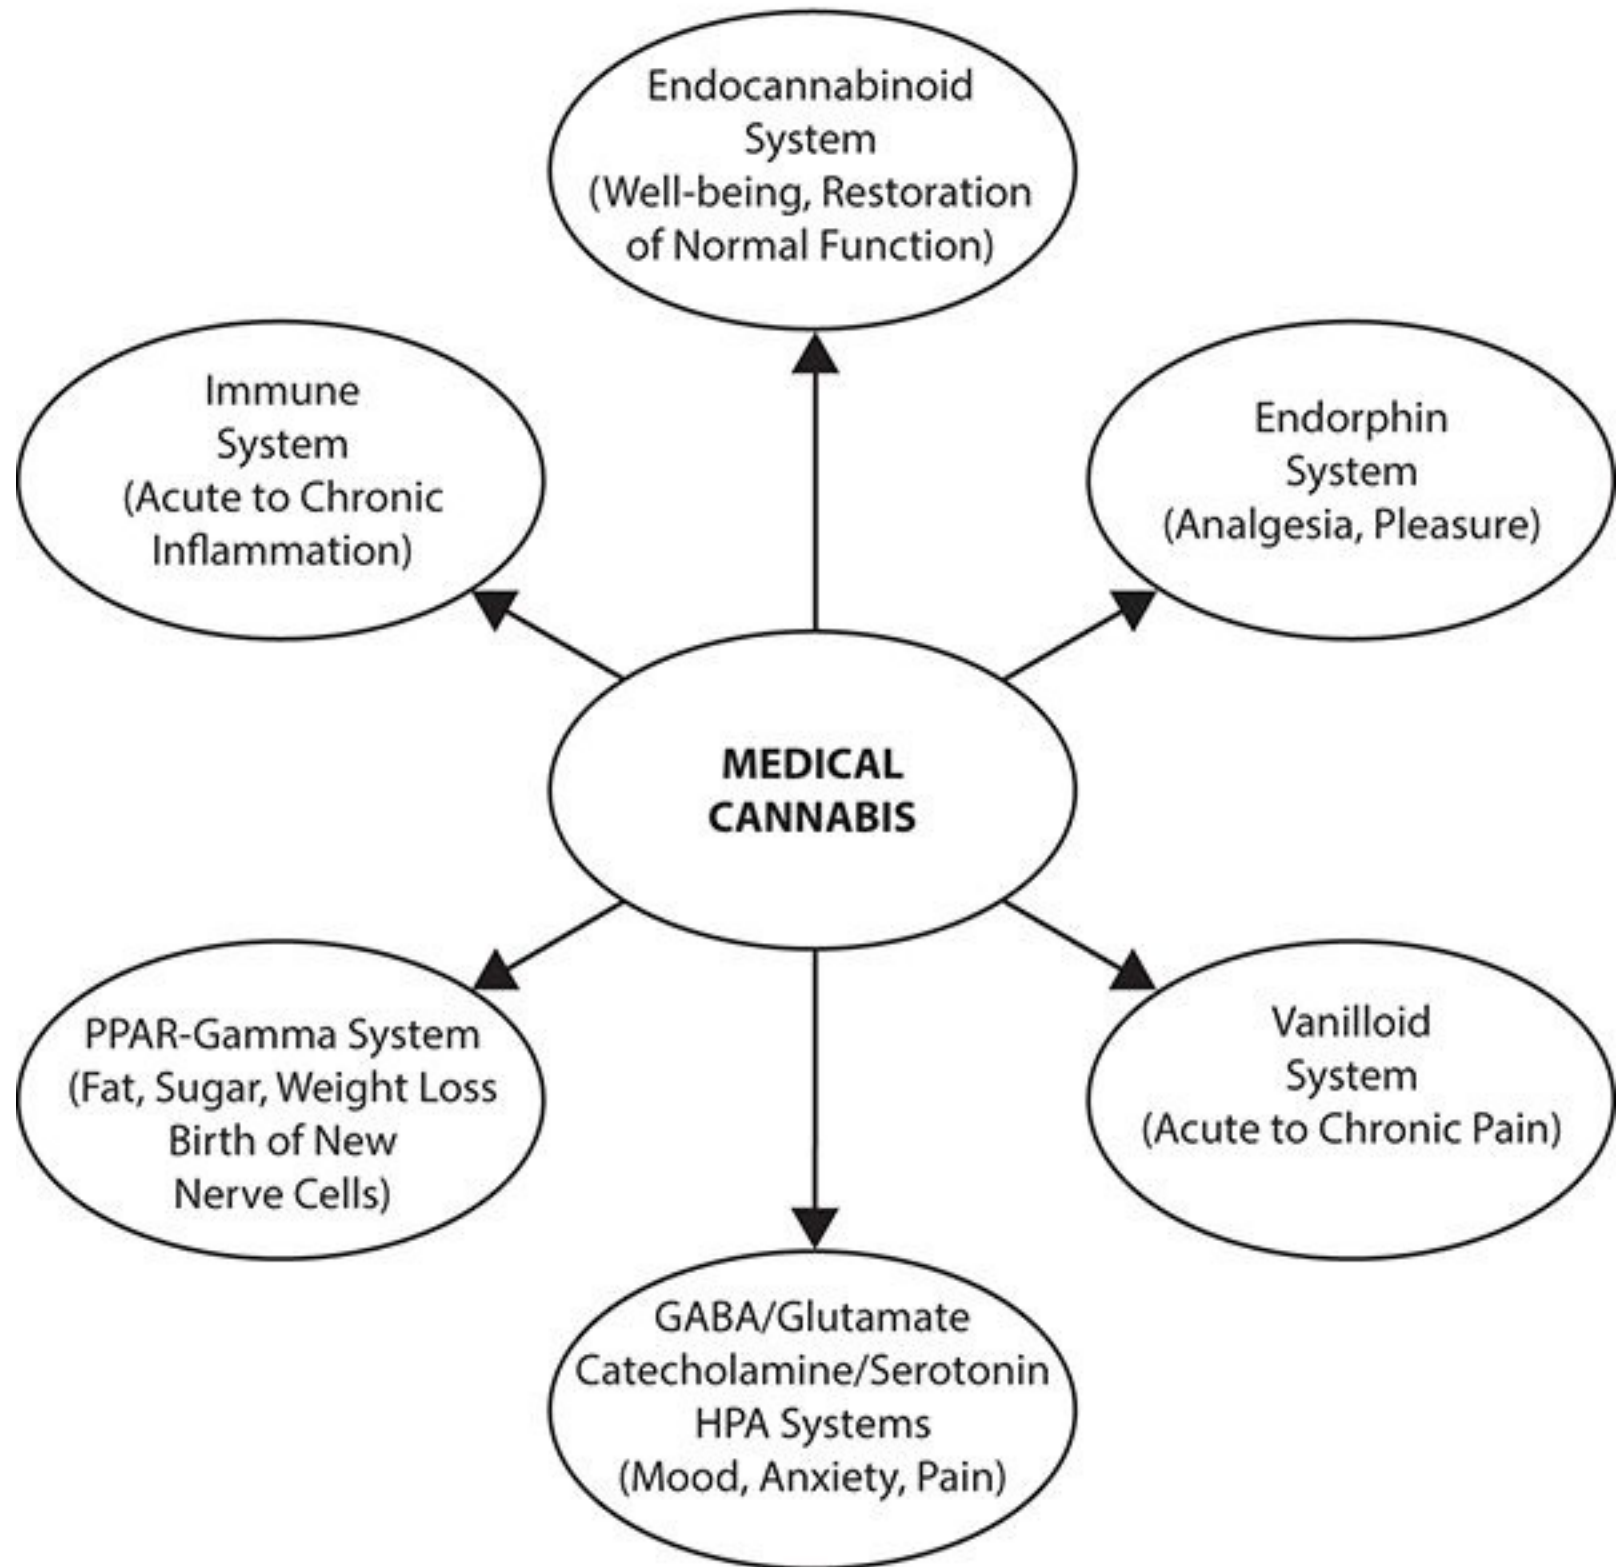 Endocannabinoid
System
(Well-being, Restoration
of Normal Function)
Immune
System
(Acute to Chronic
Inflammation)
Endorphin
System
(Analgesia, Pleasure)
MEDICAL
CANNABIS
PPAR-Gamma System
(Fat, Sugar, Weight Loss
Birth of New
Nerve Cells)
Vanilloid
System
(Acute to Chronic Pain)
GABA/Glutamate
Catecholamine/Serotonin
HPA Systems
(Mood, Anxiety, Pain)